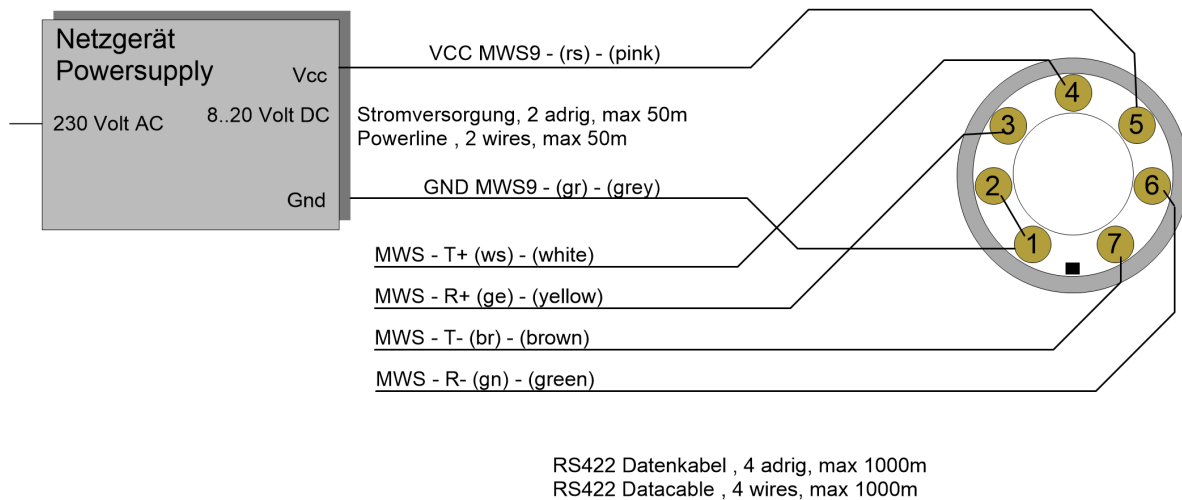 Netzgerät
Powersupply
Vcc
230 Volt AC
8..20 Volt DC
Gnd
VCC MWS9 - (rs) - (pink)
Stromversorgung, 2 adrig, max 50m
Powerline , 2 wires, max 50m
GND MWS9 - (gr) - (grey)
MWS - T+ (ws) - (white)
MWS - R+ (ge) - (yellow)
MWS - T- (br) - (brown)
MWS - R- (gn) - (green)
4
3
5
2
6
1
7
RS422 Datenkabel , 4 adrig, max 1000m
RS422 Datacable , 4 wires, max 1000m